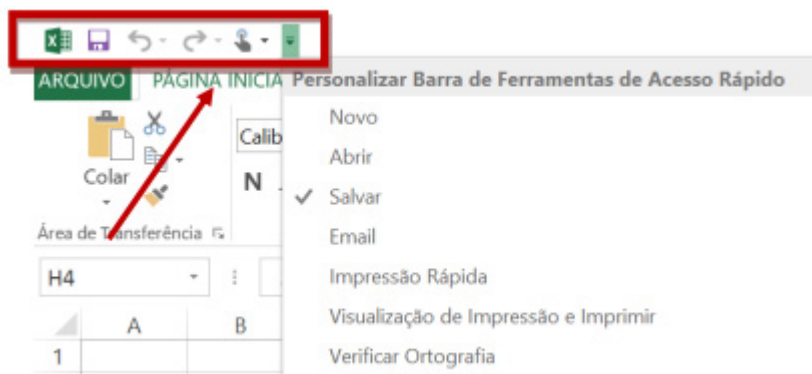 ARQUIVO PÁGINA INICIA
Personalizar Barra de Ferramentas de Acesso Rápido
Novo
Abrir
Salvar
Email
Impressão Rápida
Visualização de Impressão e Imprimir
Verificar Ortografia
Colar
Calib
N
Área de Transferência
H4
A B
1